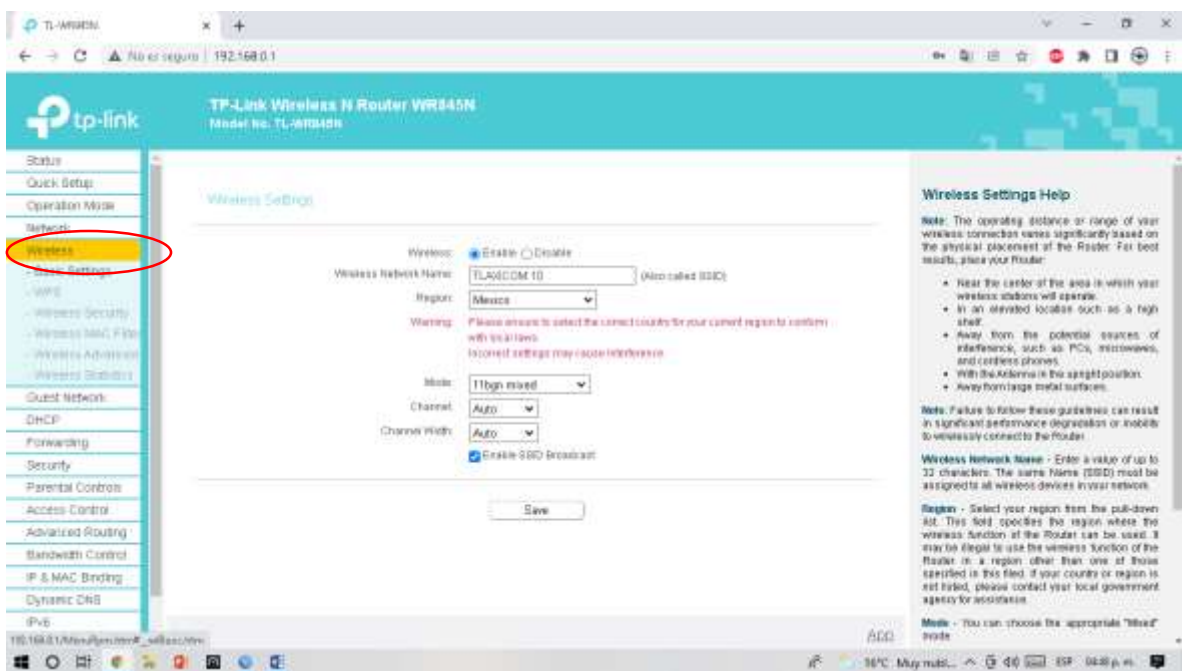 TL-WR845N
No es seguro | 192.168.0.1
tp-link
TP-Link Wireless N Router WR845N
Model No. TL-WR845N
Status
Quick Setup
Operation Mode
Network
Wireless
- Basic Settings
- WPS
- Wireless Security
- Wireless MAC Filter
- Wireless Advanced
- Wireless Statistics
Guest Network
DHCP
Forwarding
Security
Parental Controls
Access Control
Advanced Routing
Bandwidth Control
IP & MAC Binding
Dynamic DNS
IPv6
Wireless Settings
Wireless: Enable Disable
Wireless Network Name: (Also called SSID)
Region: Mexico
Warning: Please ensure to select the correct country for your current region to conform
with local laws.
Incorrect settings may cause interference.
Mode: 11bgn mixed
Channel: Auto
Channel Width: Auto
Enable SSID Broadcast
Save
App
Wireless Settings Help
Note: The operating distance or range of your
wireless connection varies significantly based on
the physical placement of the Router. For best
results, place your Router:
• Near the center of the area in which your
wireless stations will operate.
• In an elevated location such as a high
shelf.
• Away from the potential sources of
interference, such as PCs, microwaves,
and cordless phones.
• With the Antenna in the upright position.
• Away from large metal surfaces.
Note: Failure to follow these guidelines can result
in significant performance degradation or inability
to wirelessly connect to the Router.
Wireless Network Name - Enter a value of up to
32 characters. The same Name (SSID) must be
assigned to all wireless devices in your network.
Region - Select your region from the pull-down
list. This field specifies the region where the
wireless function of the Router can be used. It
may be illegal to use the wireless function of the
Router in a region other than one of those
specified in this filed. If your country or region is
not listed, please contact your local government
agency for assistance.
Mode - You can choose the appropriate "Mixed"
mode.
16°C Muy nubl... ESP p. m.